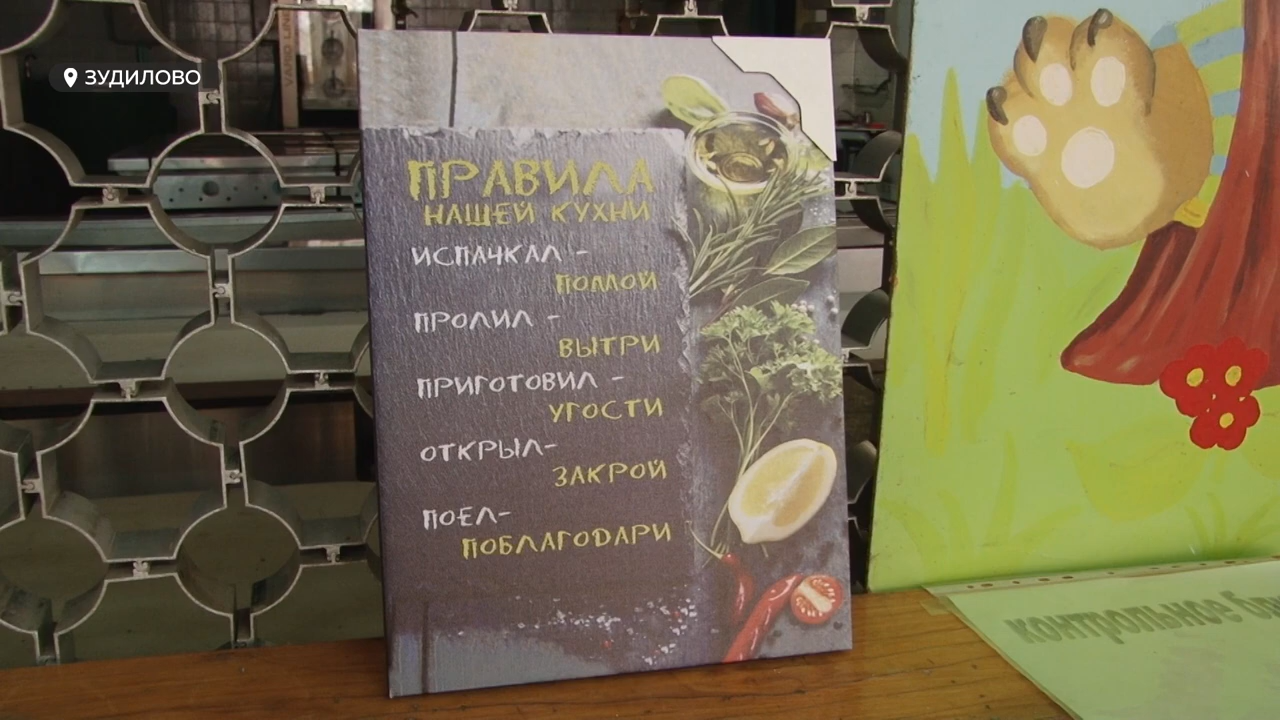 ЗУДИЛОВО
ПРАВИЛА
НАШЕЙ КУХНИ
ИСПАЧКАЛ -
ПОМОЙ
ПРОЛИЛ -
ВЫТРИ
ПРИГОТОВИЛ -
УГОСТИ
ОТКРЫЛ-
ЗАКРОЙ
ПОЕЛ-
ПОБЛАГОДАРИ
контрольное